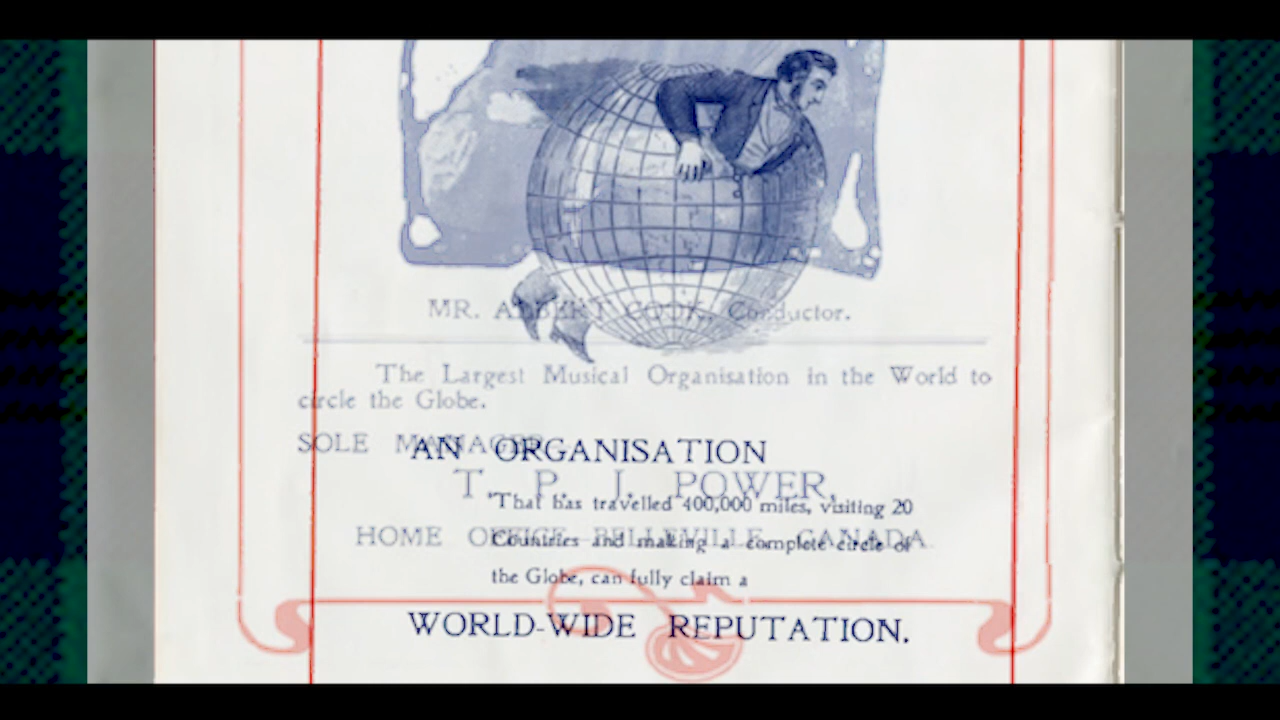 MR. ALBERT COOK, Conductor.
The Largest Musical Organisation in the World to
circle the Globe.
SOLE MANAGER
AN ORGANISATION
T. P. J. POWER,
"That has travelled 400,000 miles, visiting 20
HOME OFFICE BELLEVILLE, CANADA
Countries and making a complete circle of
the Globe, can fully claim a
WORLD-WIDE REPUTATION.